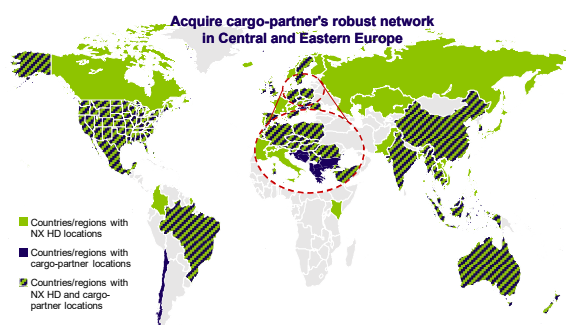 Acquire cargo-partner's robust network
in Central and Eastern Europe
Countries/regions with
NX HD locations
Countries/regions with
cargo-partner locations
Countries/regions with
NX HD and cargo-
partner locations